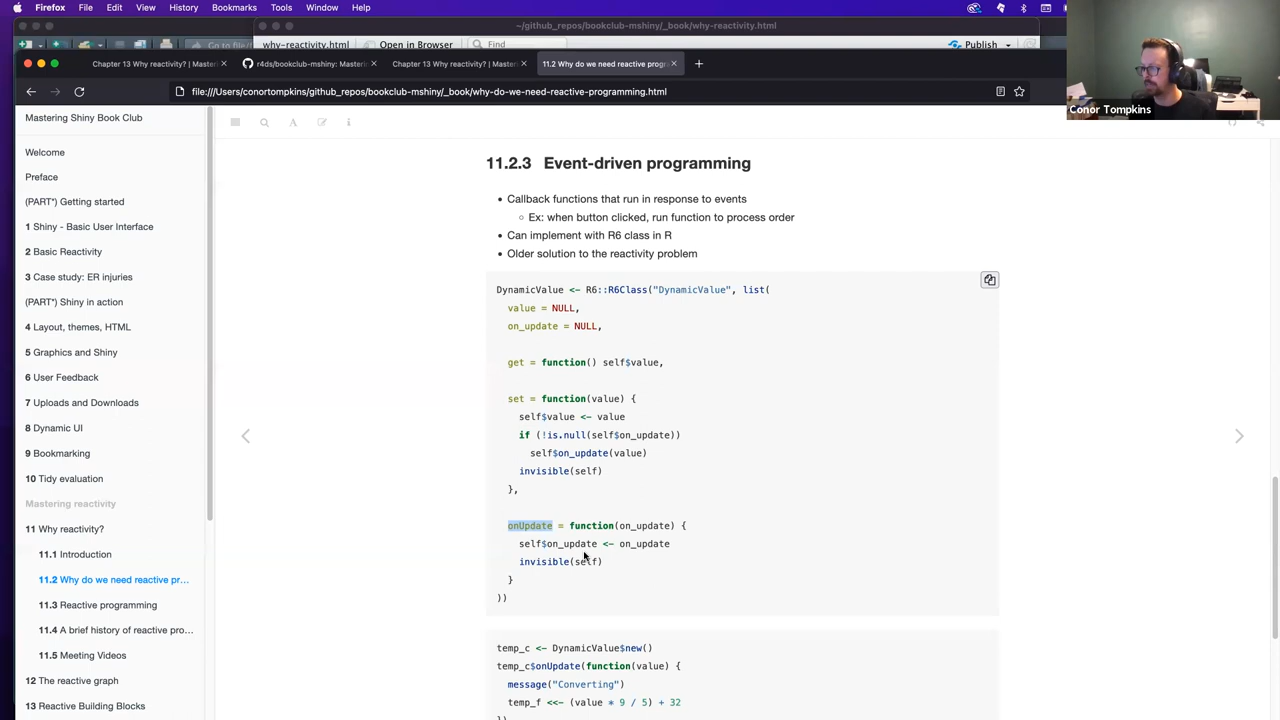 Firefox File Edit View History Bookmarks Tools Window Help
~/github_repos/bookclub-mshiny/_book/why-reactivity.html
Go to file/
why-reactivity.html Open in Browser Find Publish
Chapter 13 Why reactivity? | Master
r4ds/bookclub-mshiny: Masteri
Chapter 13 Why reactivity? | Master
11.2 Why do we need reactive progr
file:///Users/conortompkins/github_repos/bookclub-mshiny/_book/why-do-we-need-reactive-programming.html
Conor Tompkins
Mastering Shiny Book Club
Welcome
Preface
(PART*) Getting started
1 Shiny - Basic User Interface
2 Basic Reactivity
3 Case study: ER injuries
(PART*) Shiny in action
4 Layout, themes, HTML
5 Graphics and Shiny
6 User Feedback
7 Uploads and Downloads
8 Dynamic UI
9 Bookmarking
10 Tidy evaluation
Mastering reactivity
11 Why reactivity?
11.1 Introduction
11.2 Why do we need reactive pr…
11.3 Reactive programming
11.4 A brief history of reactive pro…
11.5 Meeting Videos
12 The reactive graph
13 Reactive Building Blocks
11.2.3 Event-driven programming
• Callback functions that run in response to events
○ Ex: when button clicked, run function to process order
• Can implement with R6 class in R
• Older solution to the reactivity problem
DynamicValue <- R6::R6Class("DynamicValue", list(
value = NULL,
on_update = NULL,
get = function() self$value,
set = function(value) {
self$value <- value
if (!is.null(self$on_update))
self$on_update(value)
invisible(self)
},
onUpdate = function(on_update) {
self$on_update <- on_update
invisible(self)
}
))
temp_c <- DynamicValue$new()
temp_c$onUpdate(function(value) {
message("Converting")
temp_f <<- (value * 9 / 5) + 32
})